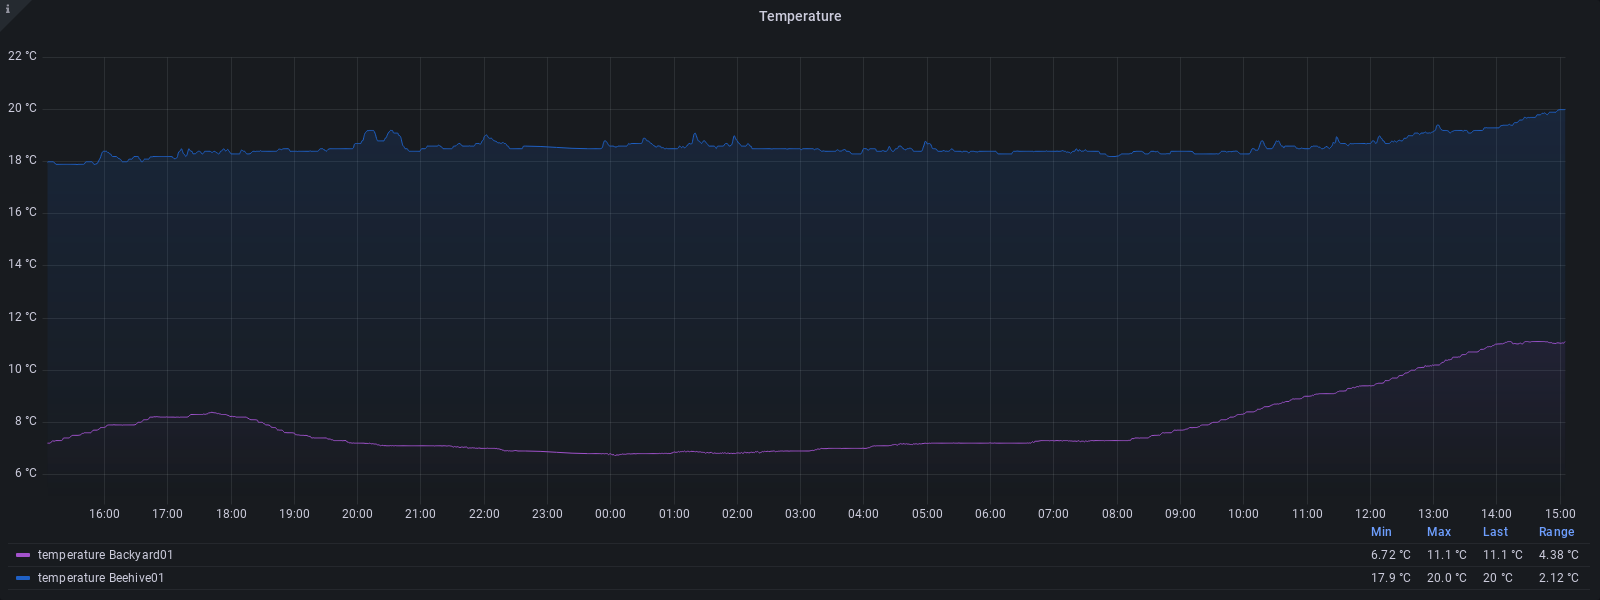 i
Temperature
22 °C
20 °C
18 °C
16 °C
14 °C
12 °C
10 °C
8 °C
6 °C
16:00 17:00 18:00 19:00 20:00 21:00 22:00 23:00 00:00 01:00 02:00 03:00 04:00 05:00 06:00 07:00 08:00 09:00 10:00 11:00 12:00 13:00 14:00 15:00
Min Max Last Range
temperature Backyard01 6.72 °C 11.1 °C 11.1 °C 4.38 °C
temperature Beehive01 17.9 °C 20.0 °C 20 °C 2.12 °C